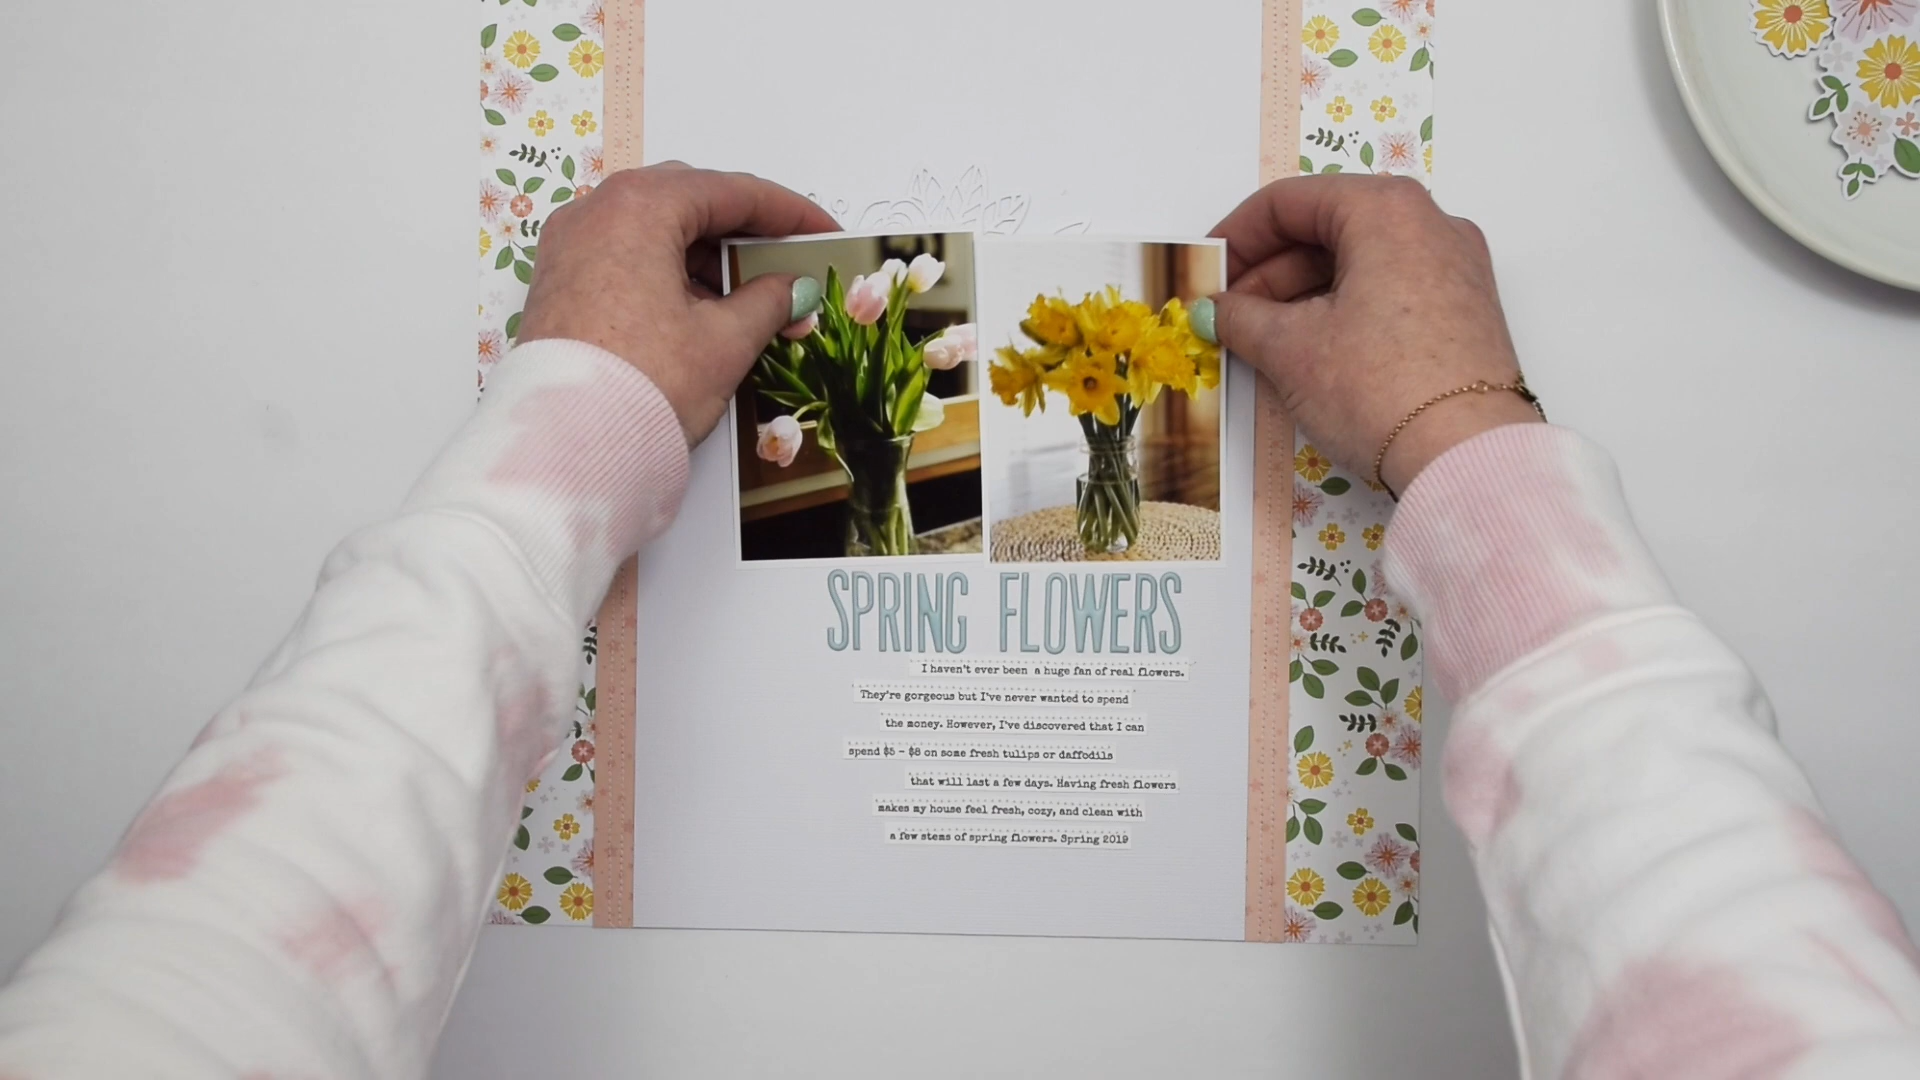 SPRING FLOWERS
I haven't ever been a huge fan of real flowers.
They're gorgeous but I've never wanted to spend
the money. However, I've discovered that I can
spend $5 - $8 on some fresh tulips or daffodils
that will last a few days. Having fresh flowers
makes my house feel fresh, cozy, and clean with
a few stems of spring flowers. Spring 2019